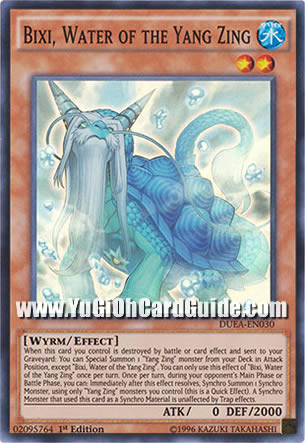 BIXI, WATER OF THE YANG ZING
水
www.YuGiOhCardGuide.com
DUEA-EN030
[WYRM/EFFECT]
When this card you control is destroyed by battle or card effect and sent to your
Graveyard: You can Special Summon 1 "Yang Zing" monster from your Deck in Attack
Position, except "Bixi, Water of the Yang Zing". You can only use this effect of "Bixi, Water
of the Yang Zing" once per turn. Once per turn, during your opponent's Main Phase or
Battle Phase, you can: Immediately after this effect resolves, Synchro Summon 1 Synchro
Monster, using only "Yang Zing" monsters you control (this is a Quick Effect). A Synchro
Monster that used this card as a Synchro Material is unaffected by Trap effects.
ATK/ 0 DEF/2000
02095764 1st Edition ©1996 KAZUKI TAKAHASHI